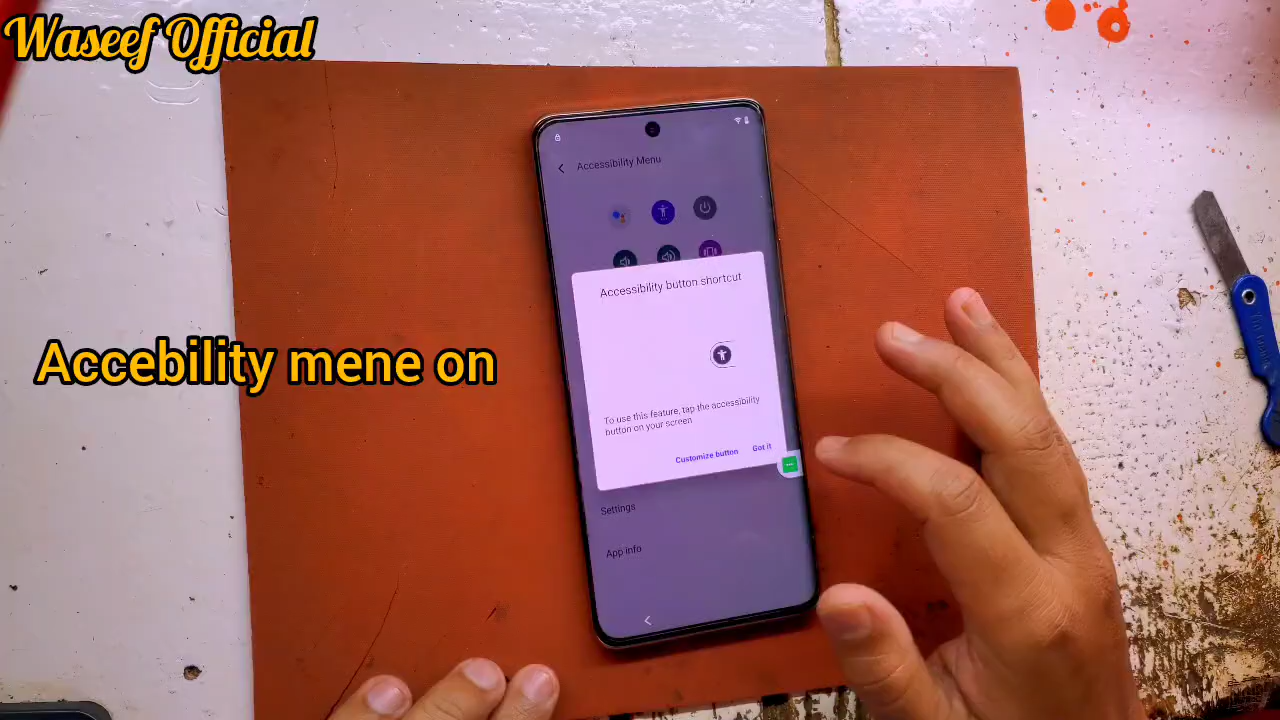 Waseef Official
Accessibility Menu
Accessibility button shortcut
Accebility mene on
To use this feature, tap the accessibility
button on your screen
Customize button
Got it
Settings
App info